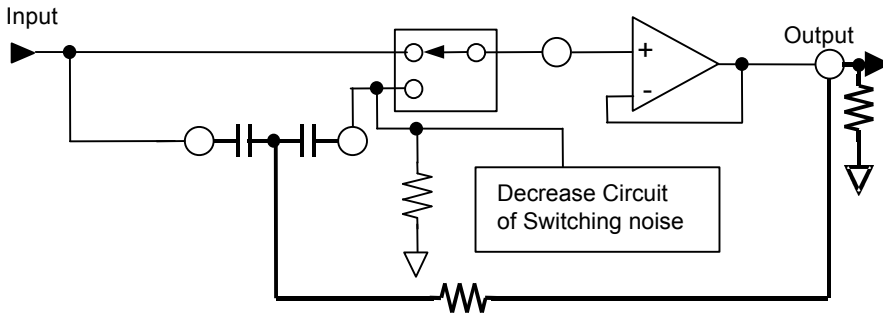 Input
Output
+
-
Decrease Circuit
of Switching noise